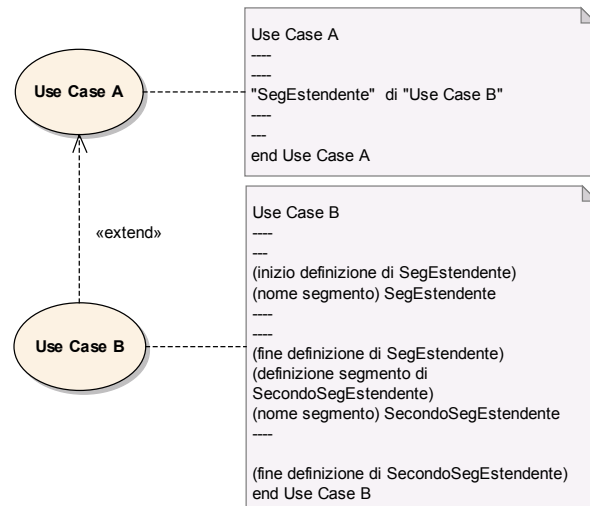 Use Case A
Use Case A
----
----
"SegEstendente"  di "Use Case B"
----
---
end Use Case A
«extend»
Use Case B
Use Case B
----
---
(inizio definizione di SegEstendente)
(nome segmento) SegEstendente
----
----
(fine definizione di SegEstendente)
(definizione segmento di
SecondoSegEstendente)
(nome segmento) SecondoSegEstendente
----
(fine definizione di SecondoSegEstendente)
end Use Case B